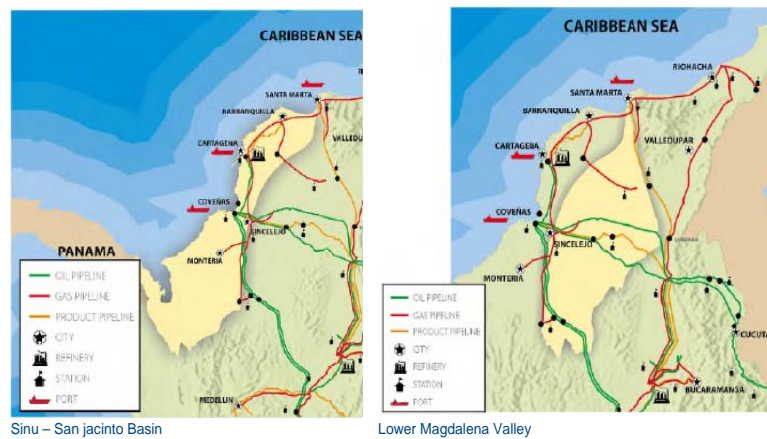 CARIBBEAN SEA
SANTA MARTA
BARRANQUILLA
VALLEDU
CARTAGENA
COVEÑAS
SINCELEJO
PANAMA
MONTERIA
OIL PIPELINE
GAS PIPELINE
PRODUCT PIPELINE
CITY
REFINERY
STATION
PORT
MEDELLIN
Sinu – San jacinto Basin
CARIBBEAN SEA
RIOHACHA
SANTA MARTA
BARRANQUILLA
VALLEDUPAR
CARTAGENA
COVEÑAS
SINCELEJO
MONTERIA
OIL PIPELINE
GAS PIPELINE
PRODUCT PIPELINE
CITY
REFINERY
STATION
PORT
CUCUTA
BUCARAMANGA
Lower Magdalena Valley